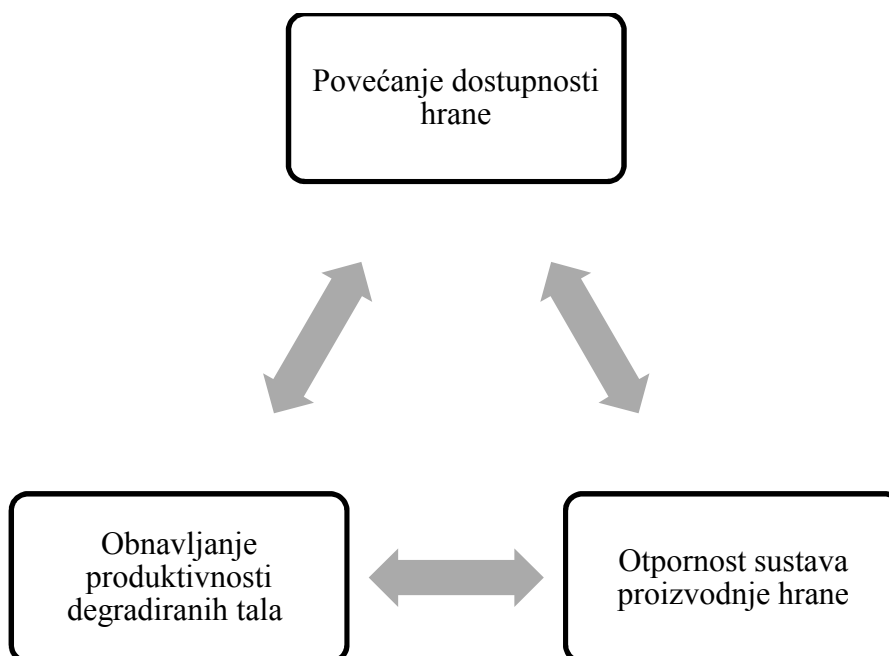 Povećanje dostupnosti
hrane
Obnavljanje
produktivnosti
degradiranih tala
Otpornost sustava
proizvodnje hrane